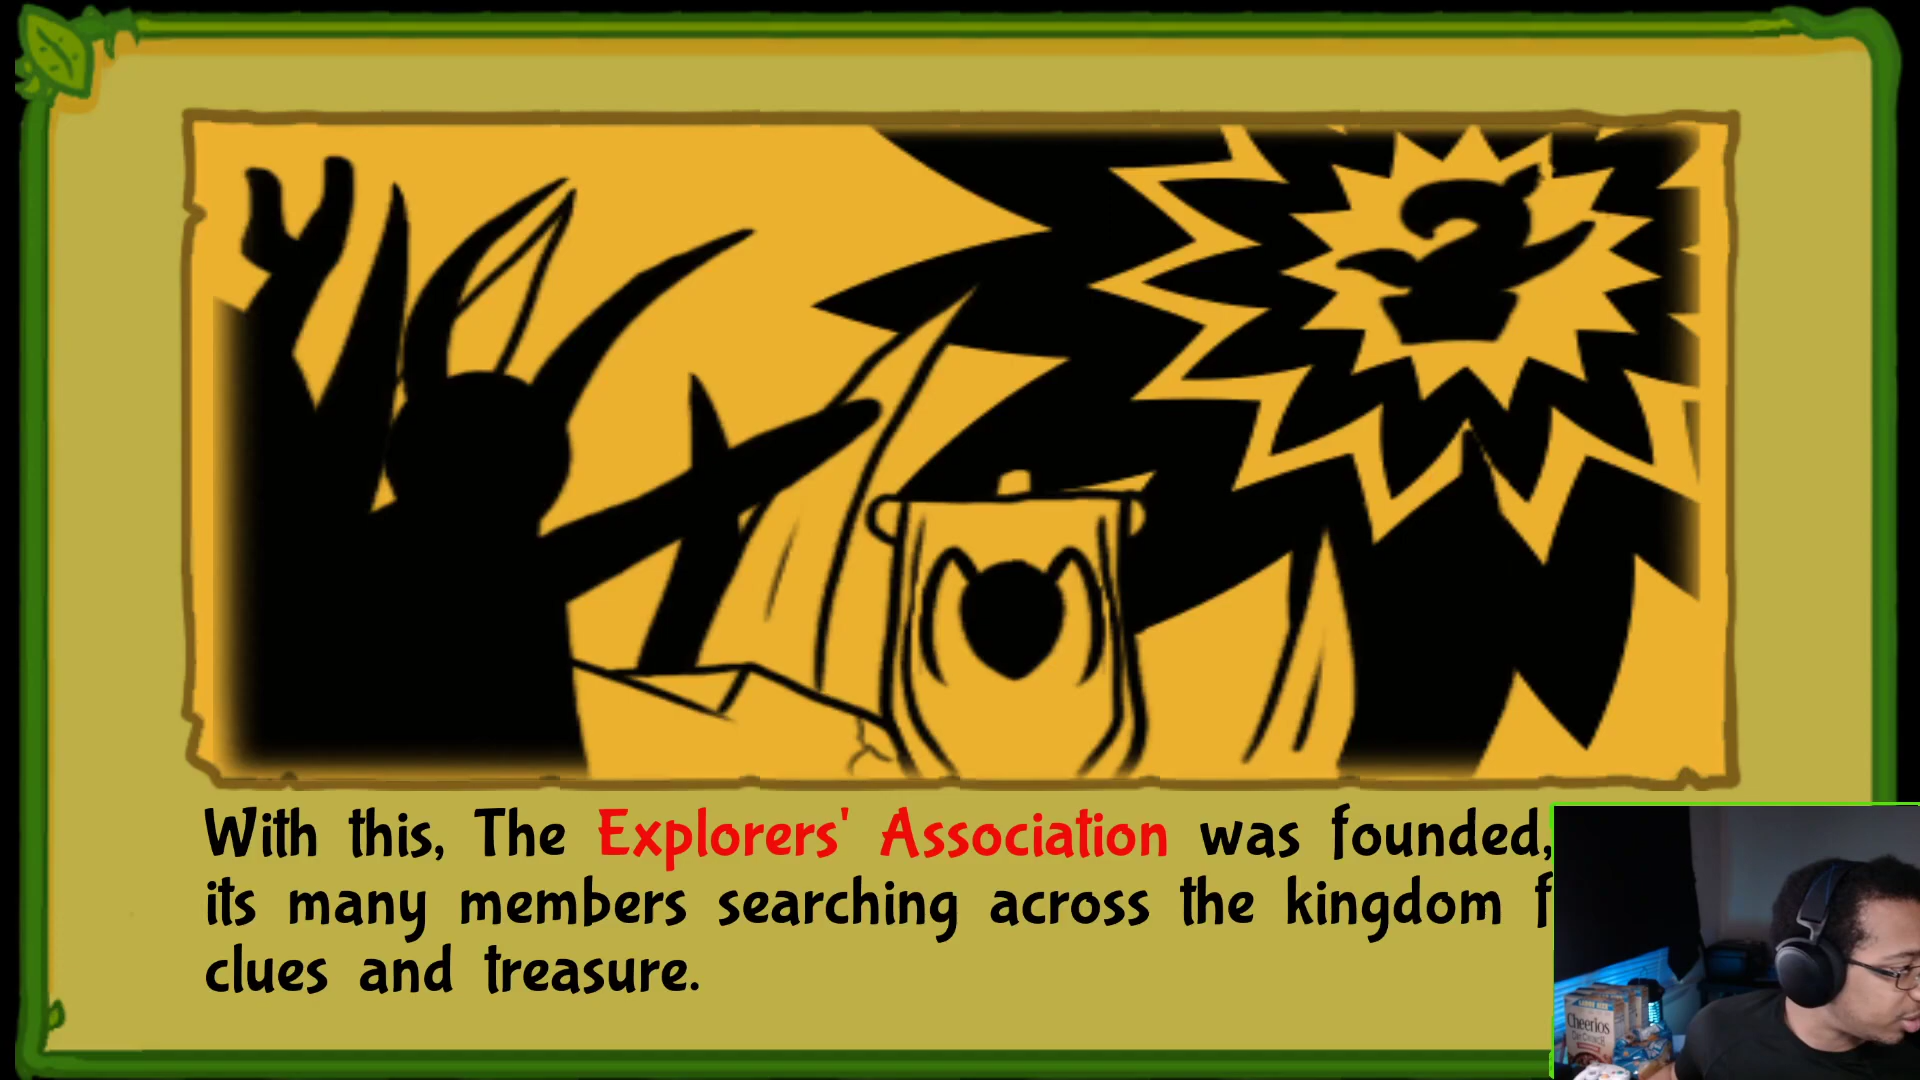 With this, The Explorers' Association was founded,
its many members searching across the kingdom f
clues and treasure.
Cheerios